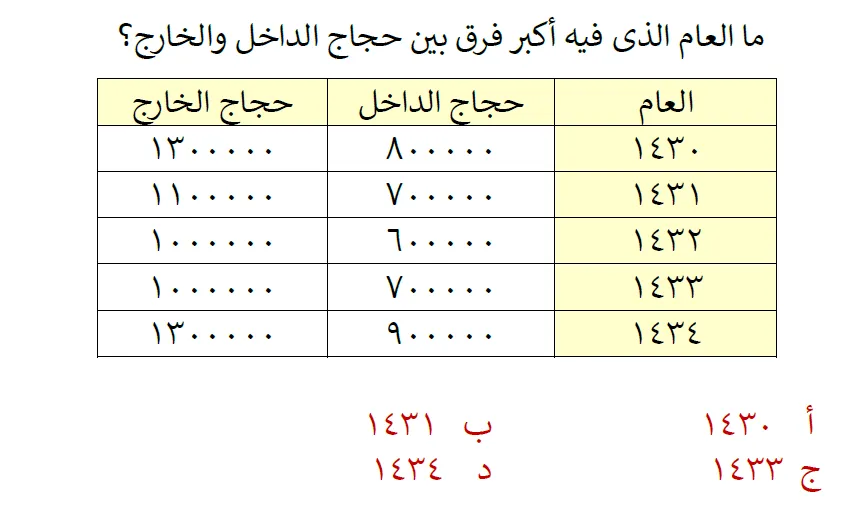 ما العام الذى فيه أكبر فرق بين حجاج الداخل والخارج؟
العام حجاج الداخل حجاج الخارج
١٤٣٠ ٨٠٠٠٠٠ ١٣٠٠٠٠٠
١٤٣١ ٧٠٠٠٠٠ ١١٠٠٠٠٠
١٤٣٢ ٦٠٠٠٠٠ ١٠٠٠٠٠٠
١٤٣٣ ٧٠٠٠٠٠ ١٠٠٠٠٠٠
١٤٣٤ ٩٠٠٠٠٠ ١٣٠٠٠٠٠
أ ١٤٣٠ ب ١٤٣١
ج ١٤٣٣ د ١٤٣٤